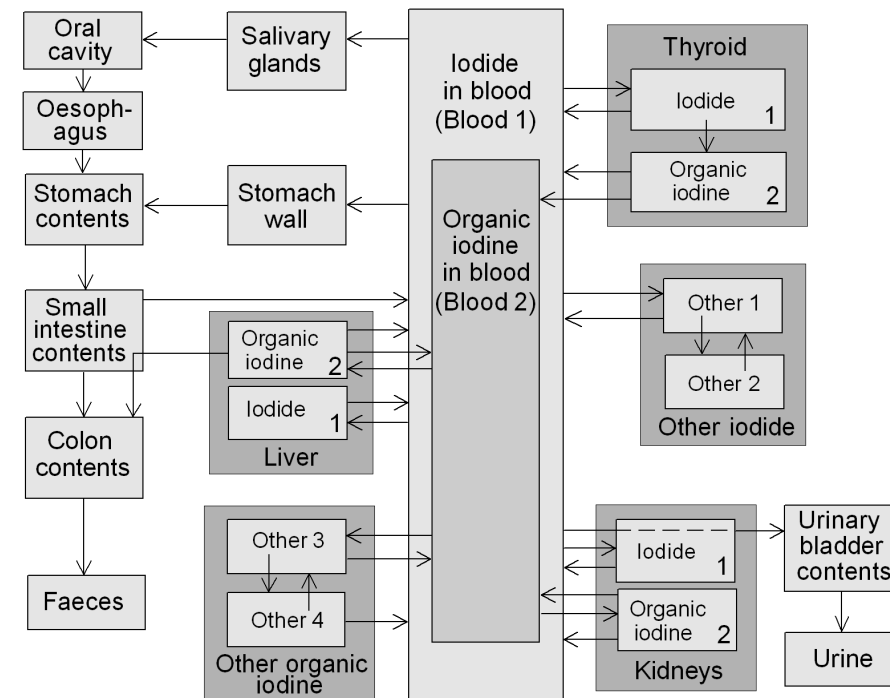 Oral
cavity
Salivary
glands
Iodide
in blood
(Blood 1)
Thyroid
Iodide
1
Organic
iodine
2
Oesoph-
agus
Stomach
contents
Stomach
wall
Organic
iodine
in blood
(Blood 2)
Other 1
Other 2
Other iodide
Small
intestine
contents
Organic
iodine
2
Iodide
1
Liver
Colon
contents
Faeces
Other 3
Other 4
Other organic
iodine
Iodide
1
Organic
iodine
2
Kidneys
Urinary
bladder
contents
Urine